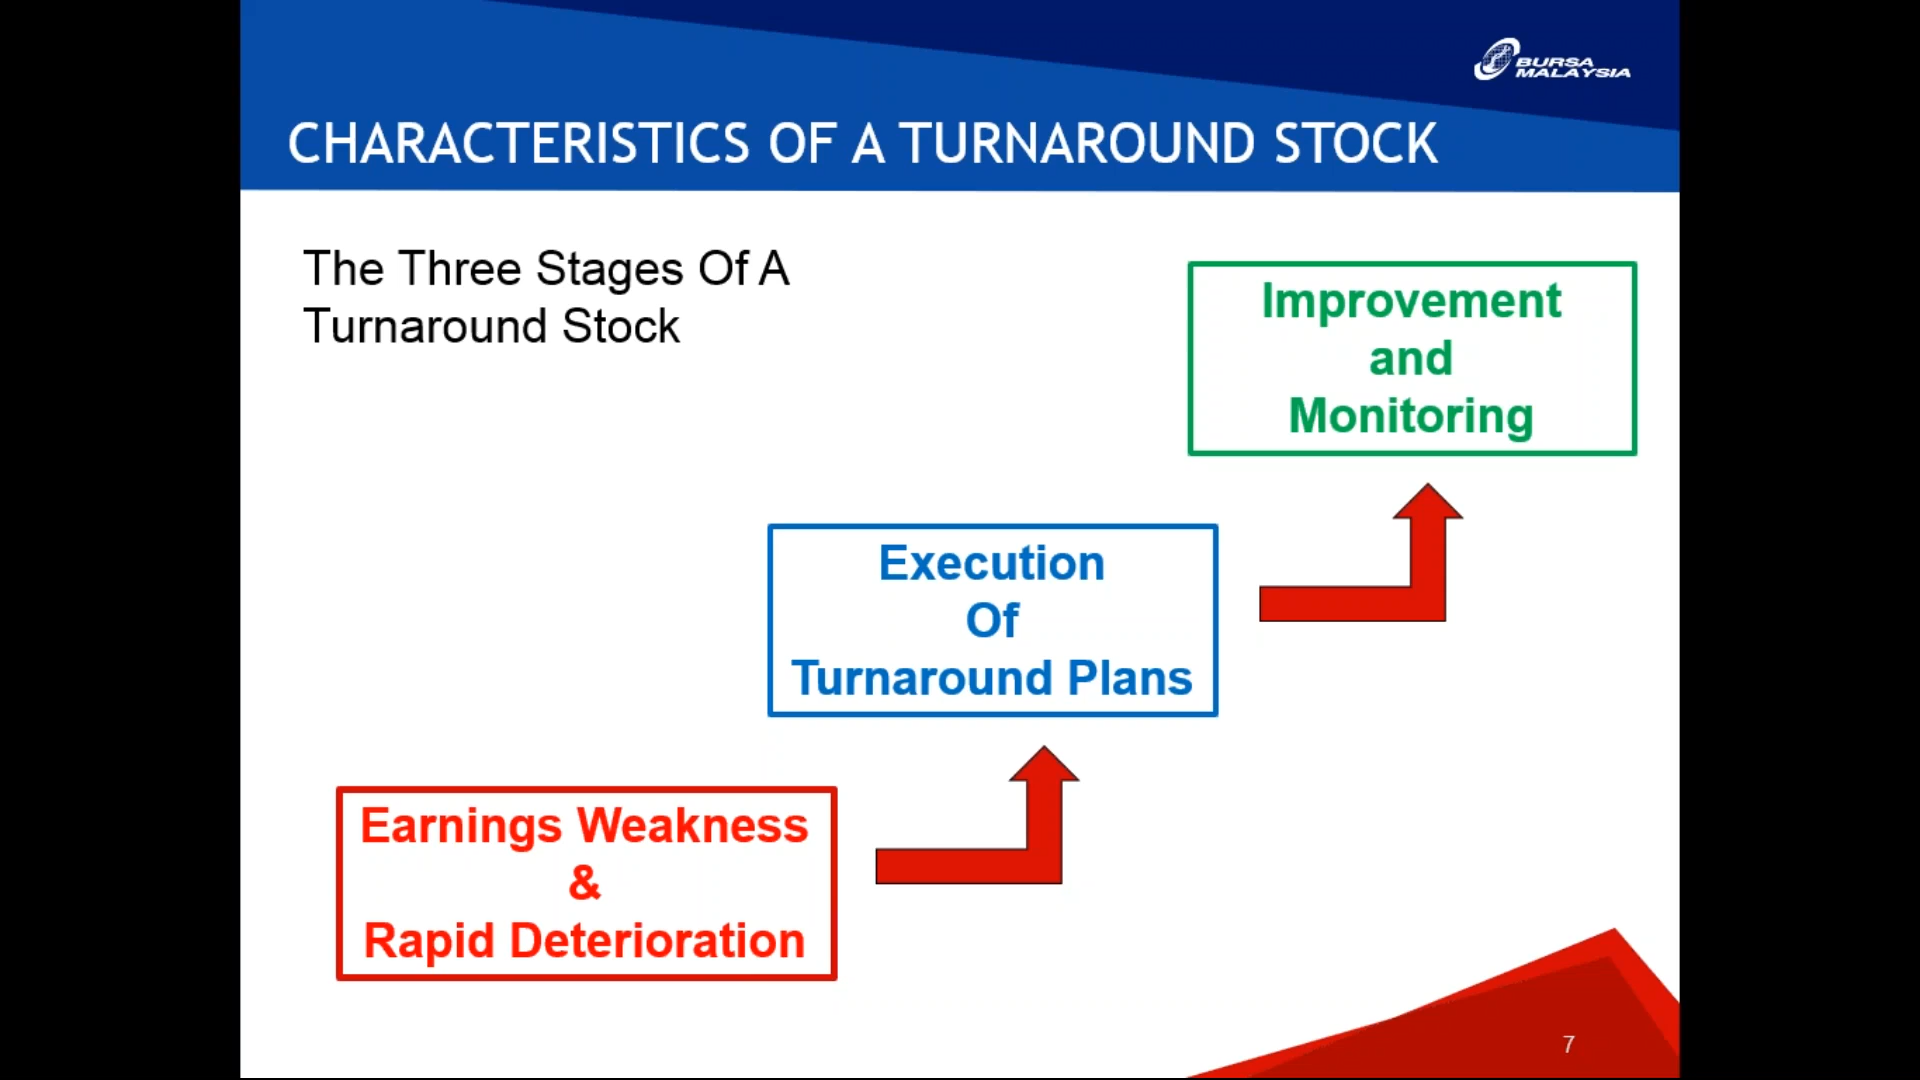 BURSA
MALAYSIA
CHARACTERISTICS OF A TURNAROUND STOCK
The Three Stages Of A
Turnaround Stock
Improvement
and
Monitoring
Execution
Of
Turnaround Plans
Earnings Weakness
&
Rapid Deterioration
7